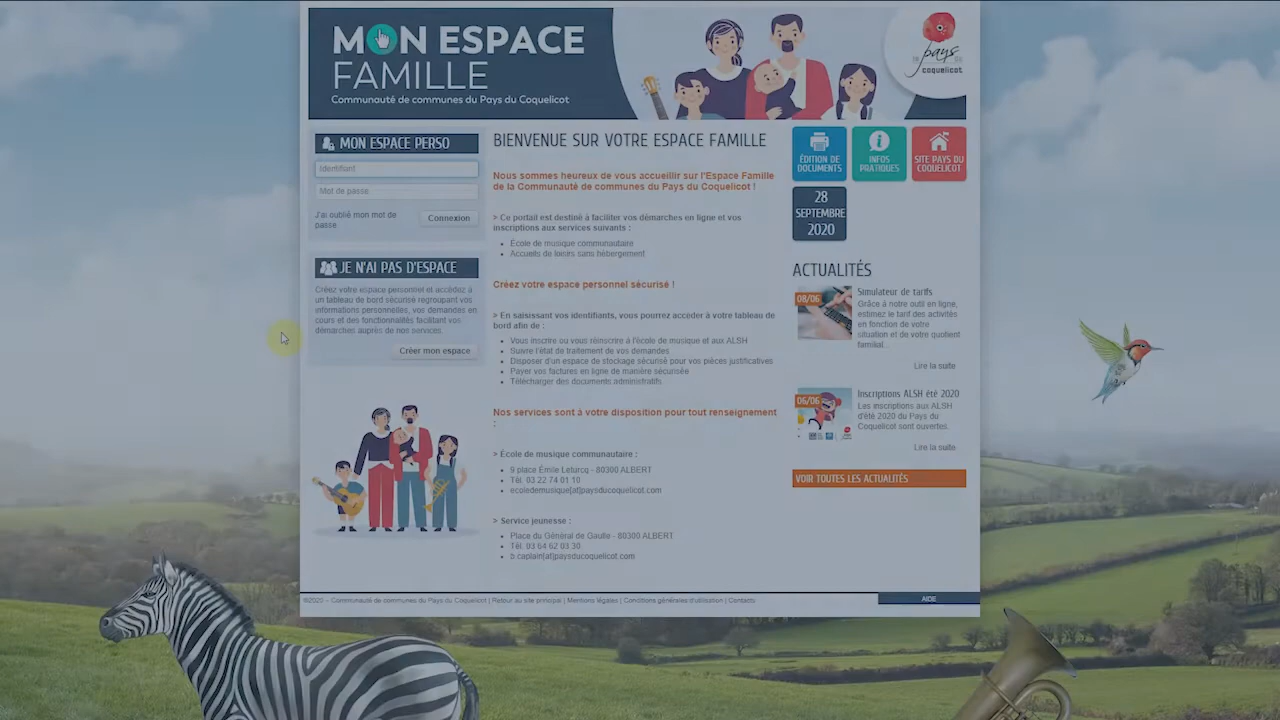 MON ESPACE
FAMILLE
Communauté de communes du Pays du Coquelicot
le pays du
coquelicot
MON ESPACE PERSO
Identifiant
Mot de passe
J'ai oublié mon mot de
passe
Connexion
JE N'AI PAS D'ESPACE
Créez votre espace personnel et accédez à
un tableau de bord sécurisé regroupant vos
informations personnelles, vos demandes en
cours et des fonctionnalités facilitant vos
démarches auprès de nos services.
Créer mon espace
BIENVENUE SUR VOTRE ESPACE FAMILLE
Nous sommes heureux de vous accueillir sur l'Espace Famille
de la Communauté de communes du Pays du Coquelicot !
> Ce portail est destiné à faciliter vos démarches en ligne et vos
inscriptions aux services suivants :
• École de musique communautaire
• Accueils de loisirs sans hébergement
Créez votre espace personnel sécurisé !
> En saisissant vos identifiants, vous pourrez accéder à votre tableau de
bord afin de :
• Vous inscrire ou vous réinscrire à l'école de musique et aux ALSH
• Suivre l'état de traitement de vos demandes
• Disposer d'un espace de stockage sécurisé pour vos pièces justificatives
• Payer vos factures en ligne de manière sécurisée
• Télécharger des documents administratifs
Nos services sont à votre disposition pour tout renseignement
:
> École de musique communautaire :
• 9 place Émile Leturcq - 80300 ALBERT
• Tél. 03 22 74 01 10
• ecoledemusique[at]paysducoquelicot.com
> Service jeunesse :
• Place du Général de Gaulle - 80300 ALBERT
• Tél. 03 64 62 03 30
• b.caplain[at]paysducoquelicot.com
ÉDITION DE
DOCUMENTS
INFOS
PRATIQUES
SITE PAYS DU
COQUELICOT
28
SEPTEMBRE
2020
ACTUALITÉS
08/06
Simulateur de tarifs
Grâce à notre outil en ligne,
estimez le tarif des activités
en fonction de votre
situation et de votre quotient
familial...
Lire la suite
06/06
Inscriptions ALSH été 2020
Les inscriptions aux ALSH
d'été 2020 du Pays du
Coquelicot sont ouvertes.
Lire la suite
VOIR TOUTES LES ACTUALITÉS
©2020 – Communauté de communes du Pays du Coquelicot | Retour au site principal | Mentions légales | Conditions générales d'utilisation | Contacts
AIDE